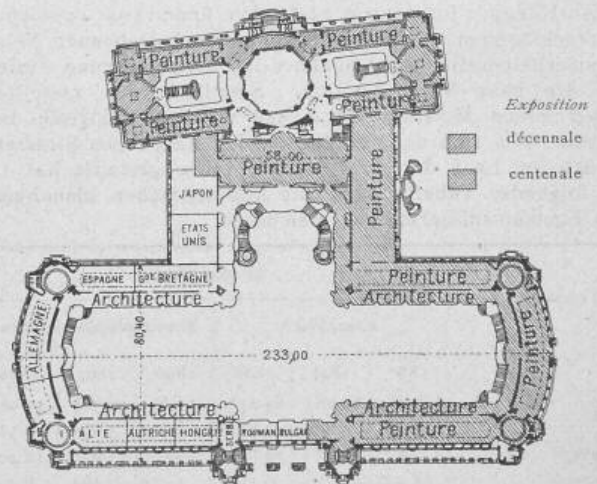 Peinture
Peinture
Peinture
Peinture
Exposition
décennale
centenale
58,00
Peinture
Peinture
JAPON
ETATS
UNIS
ESPAGNE
GDE BRETAGNE
Peinture
Architecture
Architecture
ALLEMAGNE
80,40
233,00
Peinture
Architecture
Architecture
I ALIE
AUTRICHE
HONGRIE
SERB
ROUMAN
BULGAR
Peinture